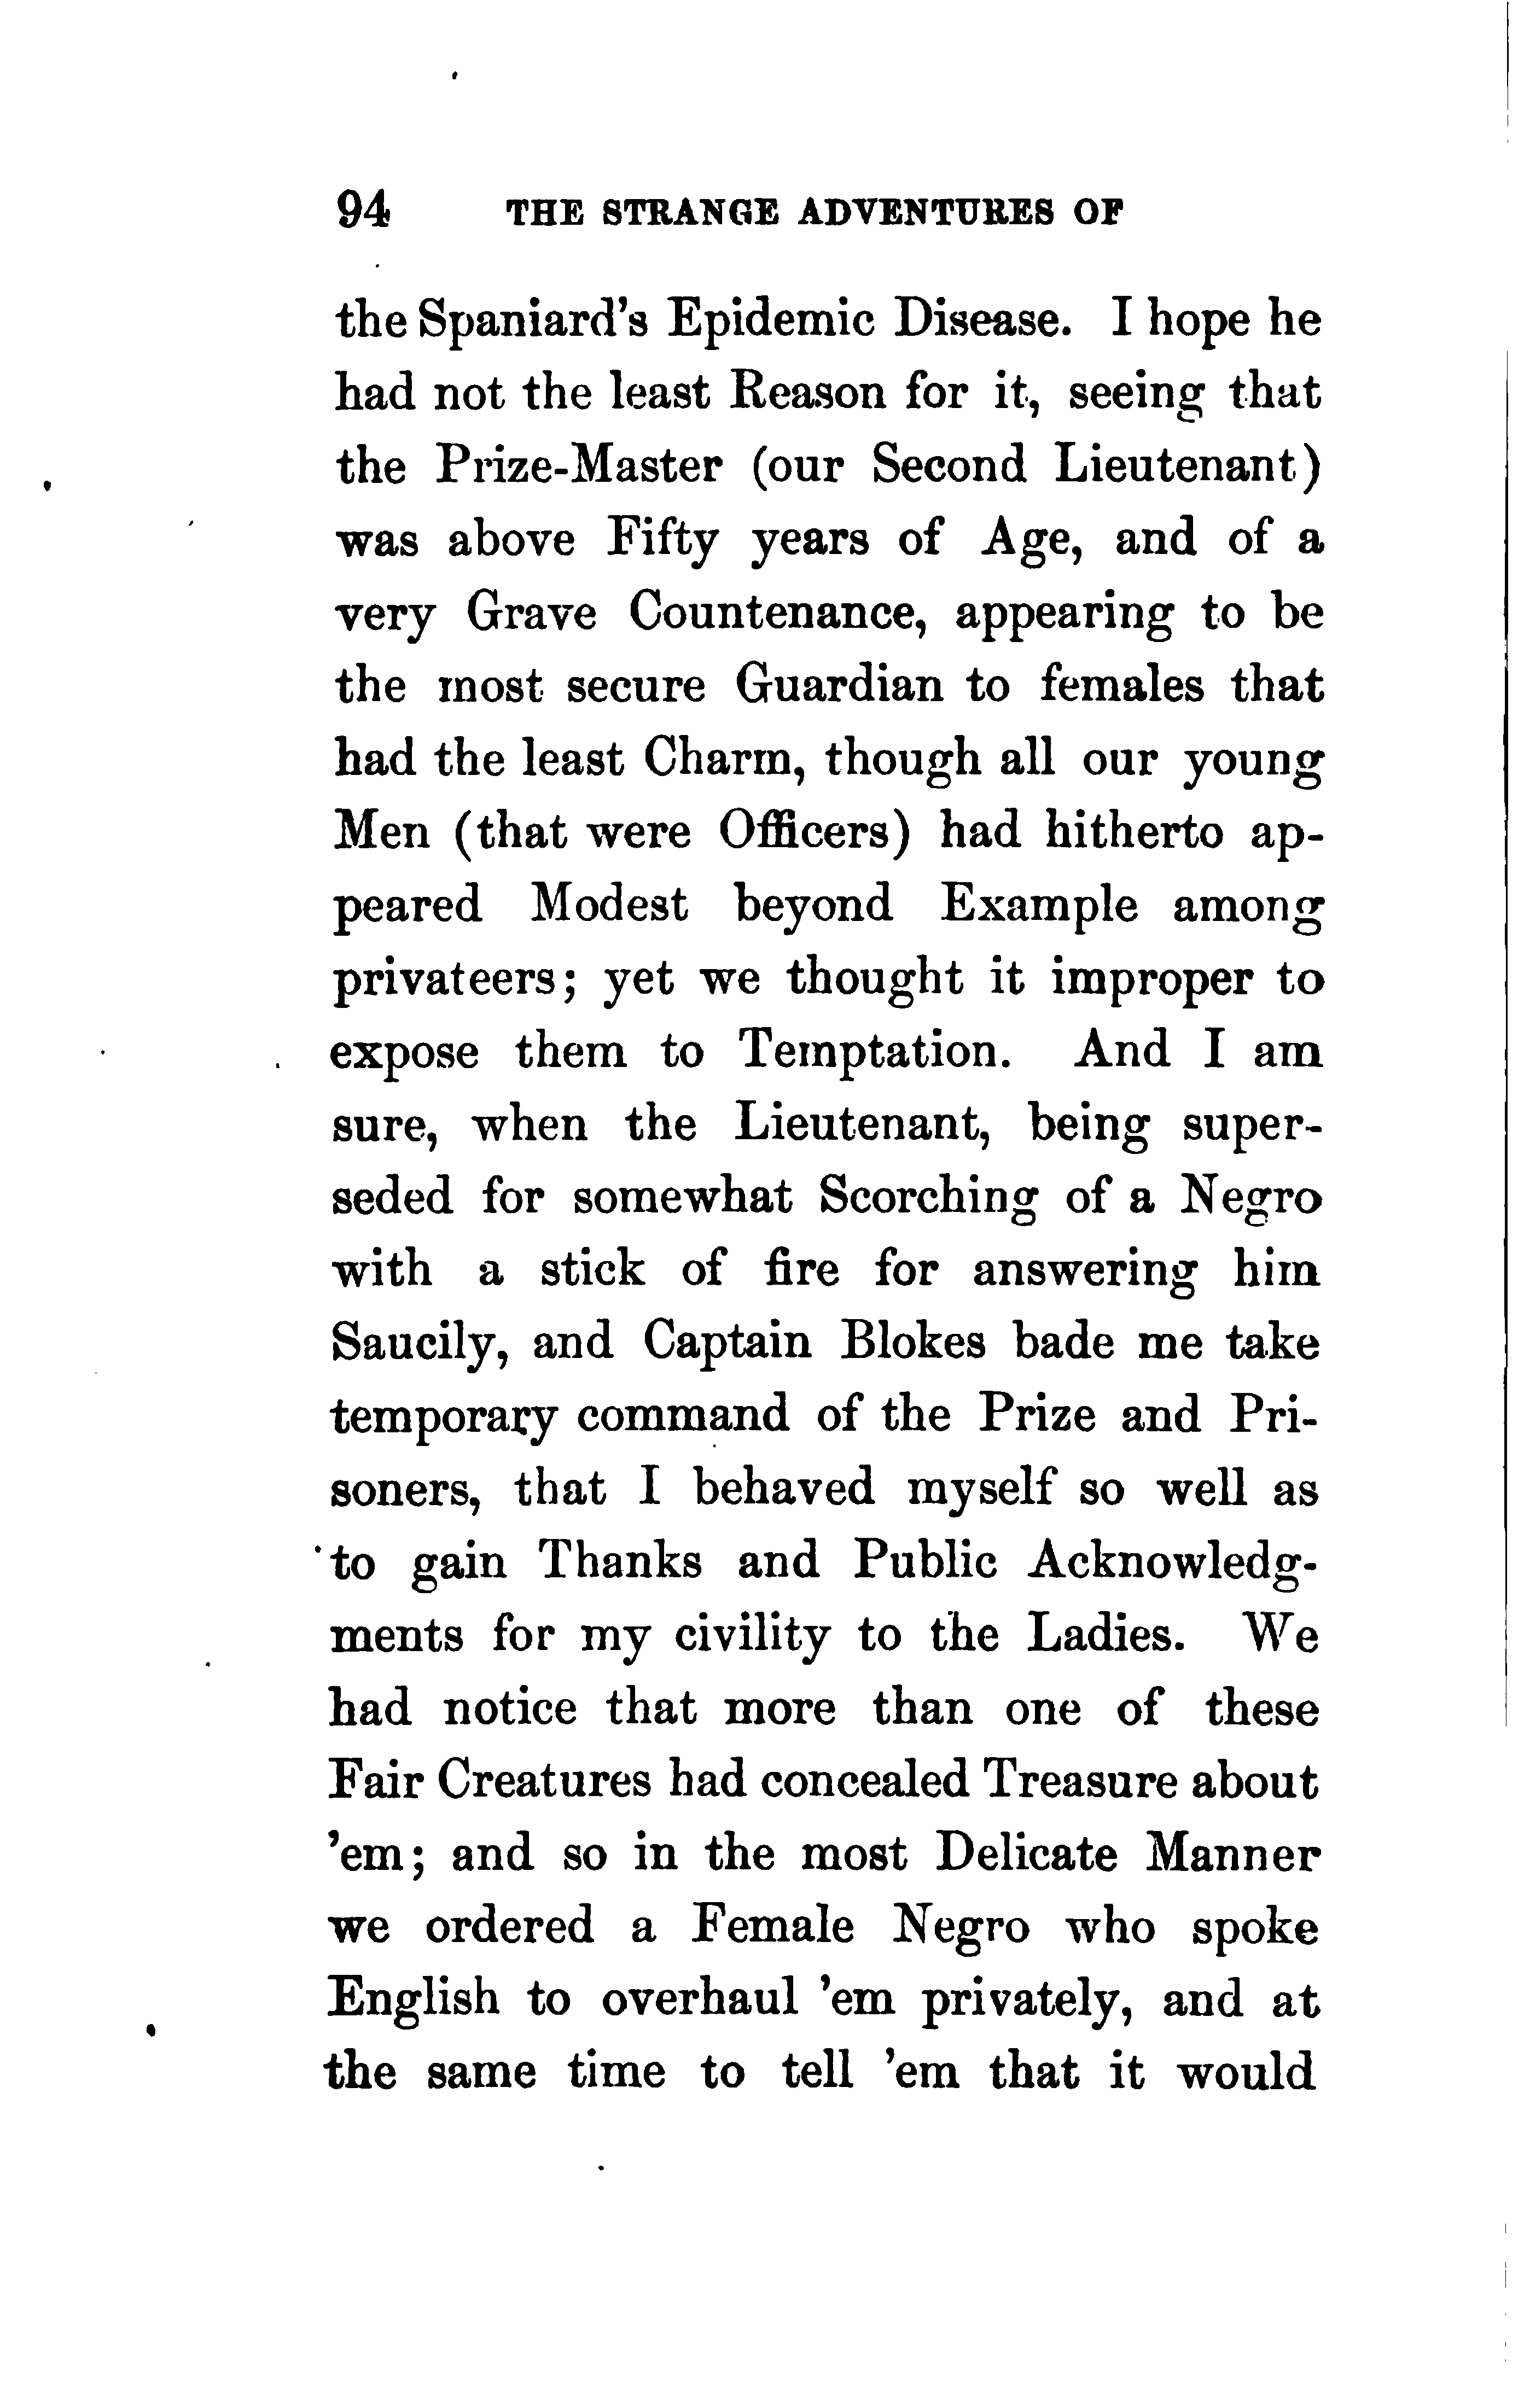 94 THE STRANGE ADVENTURES OF
the Spaniard's Epidemic Disease. I hope he
had not the least Reason for it, seeing that
the Prize-Master (our Second Lieutenant)
was above Fifty years of Age, and of a
very Grave Countenance, appearing to be
the most secure Guardian to females that
had the least Charm, though all our young
Men (that were Officers) had hitherto ap-
peared Modest beyond Example among
privateers; yet we thought it improper to
expose them to Temptation. And I am
sure, when the Lieutenant, being super-
seded for somewhat Scorching of a Negro
with a stick of fire for answering him
Saucily, and Captain Blokes bade me take
temporary command of the Prize and Pri-
soners, that I behaved myself so well as
to gain Thanks and Public Acknowledg-
ments for my civility to the Ladies. We
had notice that more than one of these
Fair Creatures had concealed Treasure about
'em; and so in the most Delicate Manner
we ordered a Female Negro who spoke
English to overhaul 'em privately, and at
the same time to tell 'em that it would